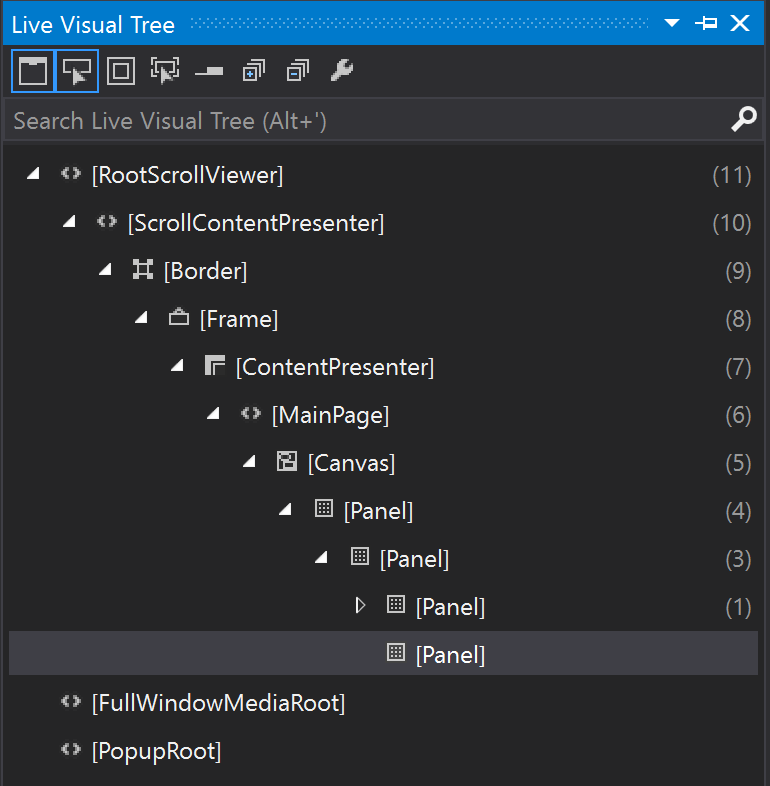 Live Visual Tree
Search Live Visual Tree (Alt+')
[RootScrollViewer] (11)
[ScrollContentPresenter] (10)
[Border] (9)
[Frame] (8)
[ContentPresenter] (7)
[MainPage] (6)
[Canvas] (5)
[Panel] (4)
[Panel] (3)
[Panel] (1)
[Panel]
[FullWindowMediaRoot]
[PopupRoot]